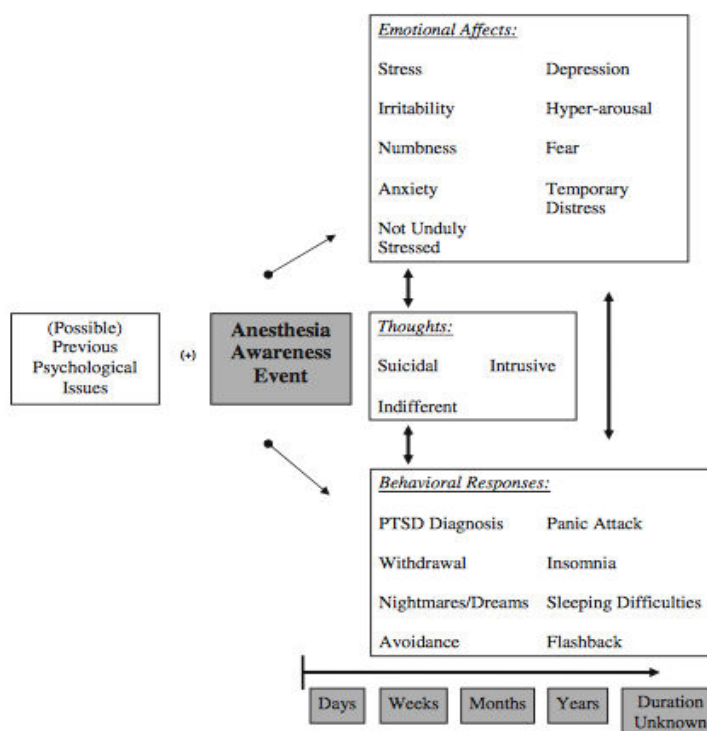 Emotional Affects:
Stress Depression
Irritability Hyper-arousal
Numbness Fear
Anxiety Temporary
Distress
Not Unduly
Stressed
(Possible)
Previous
Psychological
Issues
(+)
Anesthesia
Awareness
Event
Thoughts:
Suicidal Intrusive
Indifferent
Behavioral Responses:
PTSD Diagnosis Panic Attack
Withdrawal Insomnia
Nightmares/Dreams Sleeping Difficulties
Avoidance Flashback
Days Weeks Months Years Duration
Unknown